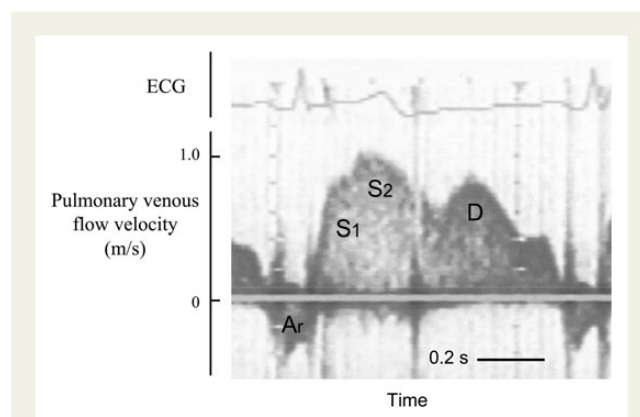 ECG
1.0
Pulmonary venous
flow velocity
(m/s)
S2
S1
D
0
Ar
0.2 s
Time